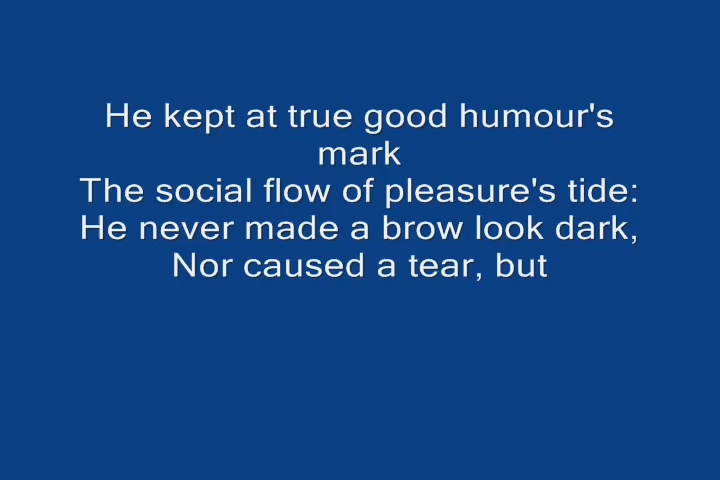 He kept at true good humour's
mark
The social flow of pleasure's tide:
He never made a brow look dark,
Nor caused a tear, but